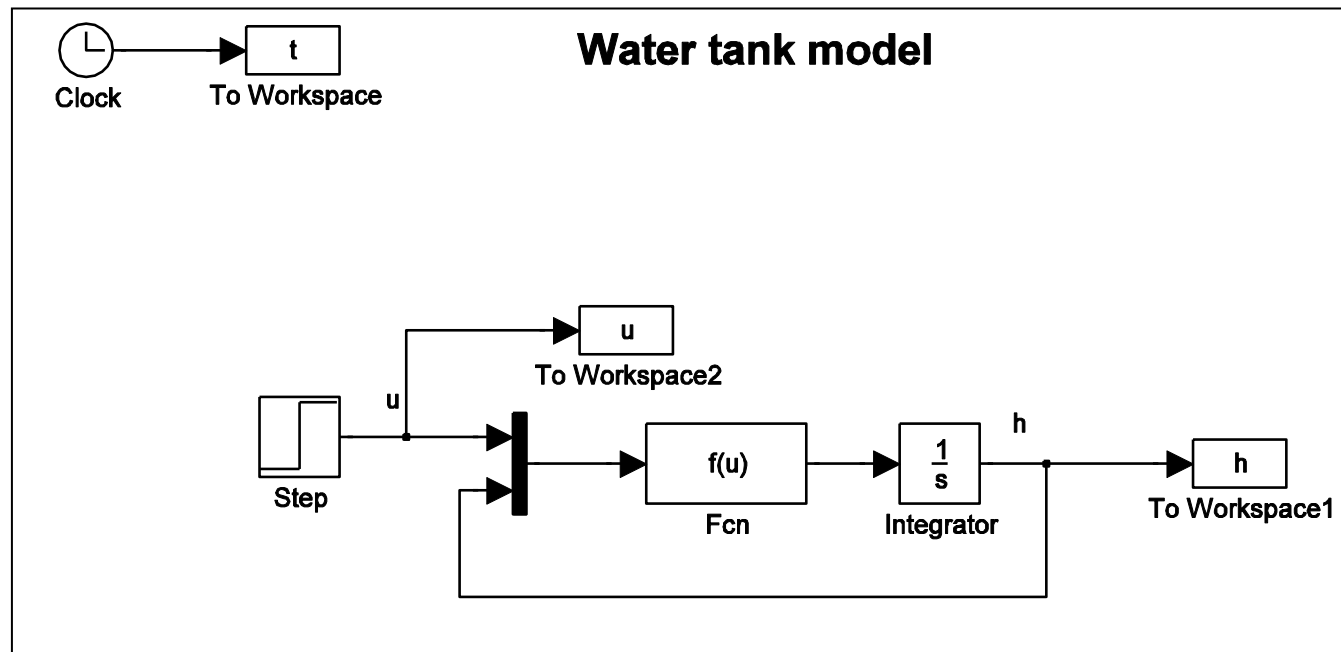 Water tank model
t
Clock
To Workspace
u
To Workspace2
u
Step
f(u)
Fcn
1
s
Integrator
h
h
To Workspace1